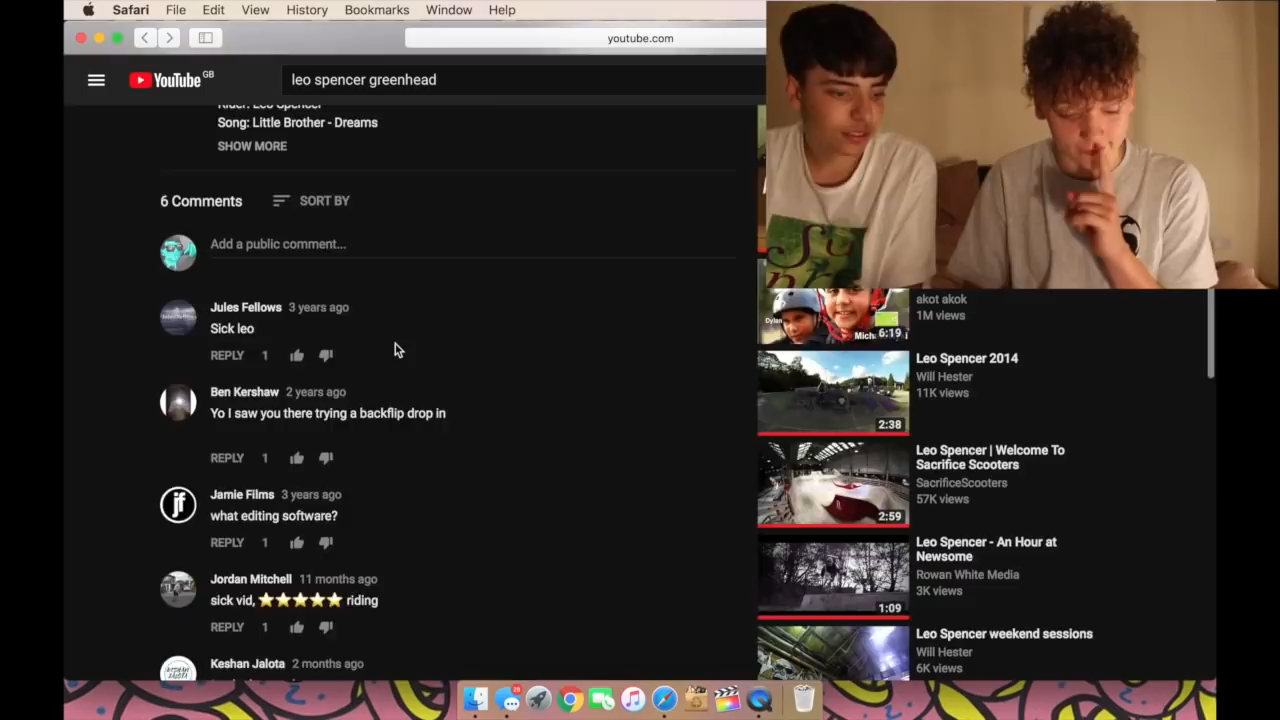 Safari File Edit View History Bookmarks Window Help
youtube.com
YouTube GB
leo spencer greenhead
Rider: Leo Spencer
Song: Little Brother - Dreams
SHOW MORE
6 Comments SORT BY
Add a public comment...
Jules Fellows 3 years ago
Sick leo
REPLY 1
Ben Kershaw 2 years ago
Yo I saw you there trying a backflip drop in
REPLY 1
Jamie Films 3 years ago
jf
what editing software?
REPLY 1
Jordan Mitchell 11 months ago
sick vid, ⭐⭐⭐⭐⭐ riding
REPLY 1
Keshan Jalota 2 months ago
akot akok
1M views
Dylan
6:19
Leo Spencer 2014
Will Hester
11K views
2:38
Leo Spencer | Welcome To
Sacrifice Scooters
SacrificeScooters
57K views
2:59
Leo Spencer - An Hour at
Newsome
Rowan White Media
3K views
1:09
Leo Spencer weekend sessions
Will Hester
6K views
28